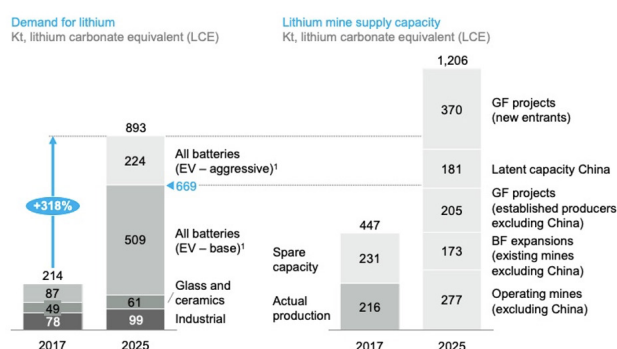 Demand for lithium
Kt, lithium carbonate equivalent (LCE)
893
224
All batteries
(EV – aggressive)¹
669
+318%
509
All batteries
(EV – base)¹
214
87
49
78
61
Glass and
ceramics
99
Industrial
2017
2025
Lithium mine supply capacity
Kt, lithium carbonate equivalent (LCE)
1,206
370
GF projects
(new entrants)
181
Latent capacity China
205
GF projects
(established producers
excluding China)
447
Spare
capacity
231
173
BF expansions
(existing mines
excluding China)
Actual
production
216
277
Operating mines
(excluding China)
2017
2025